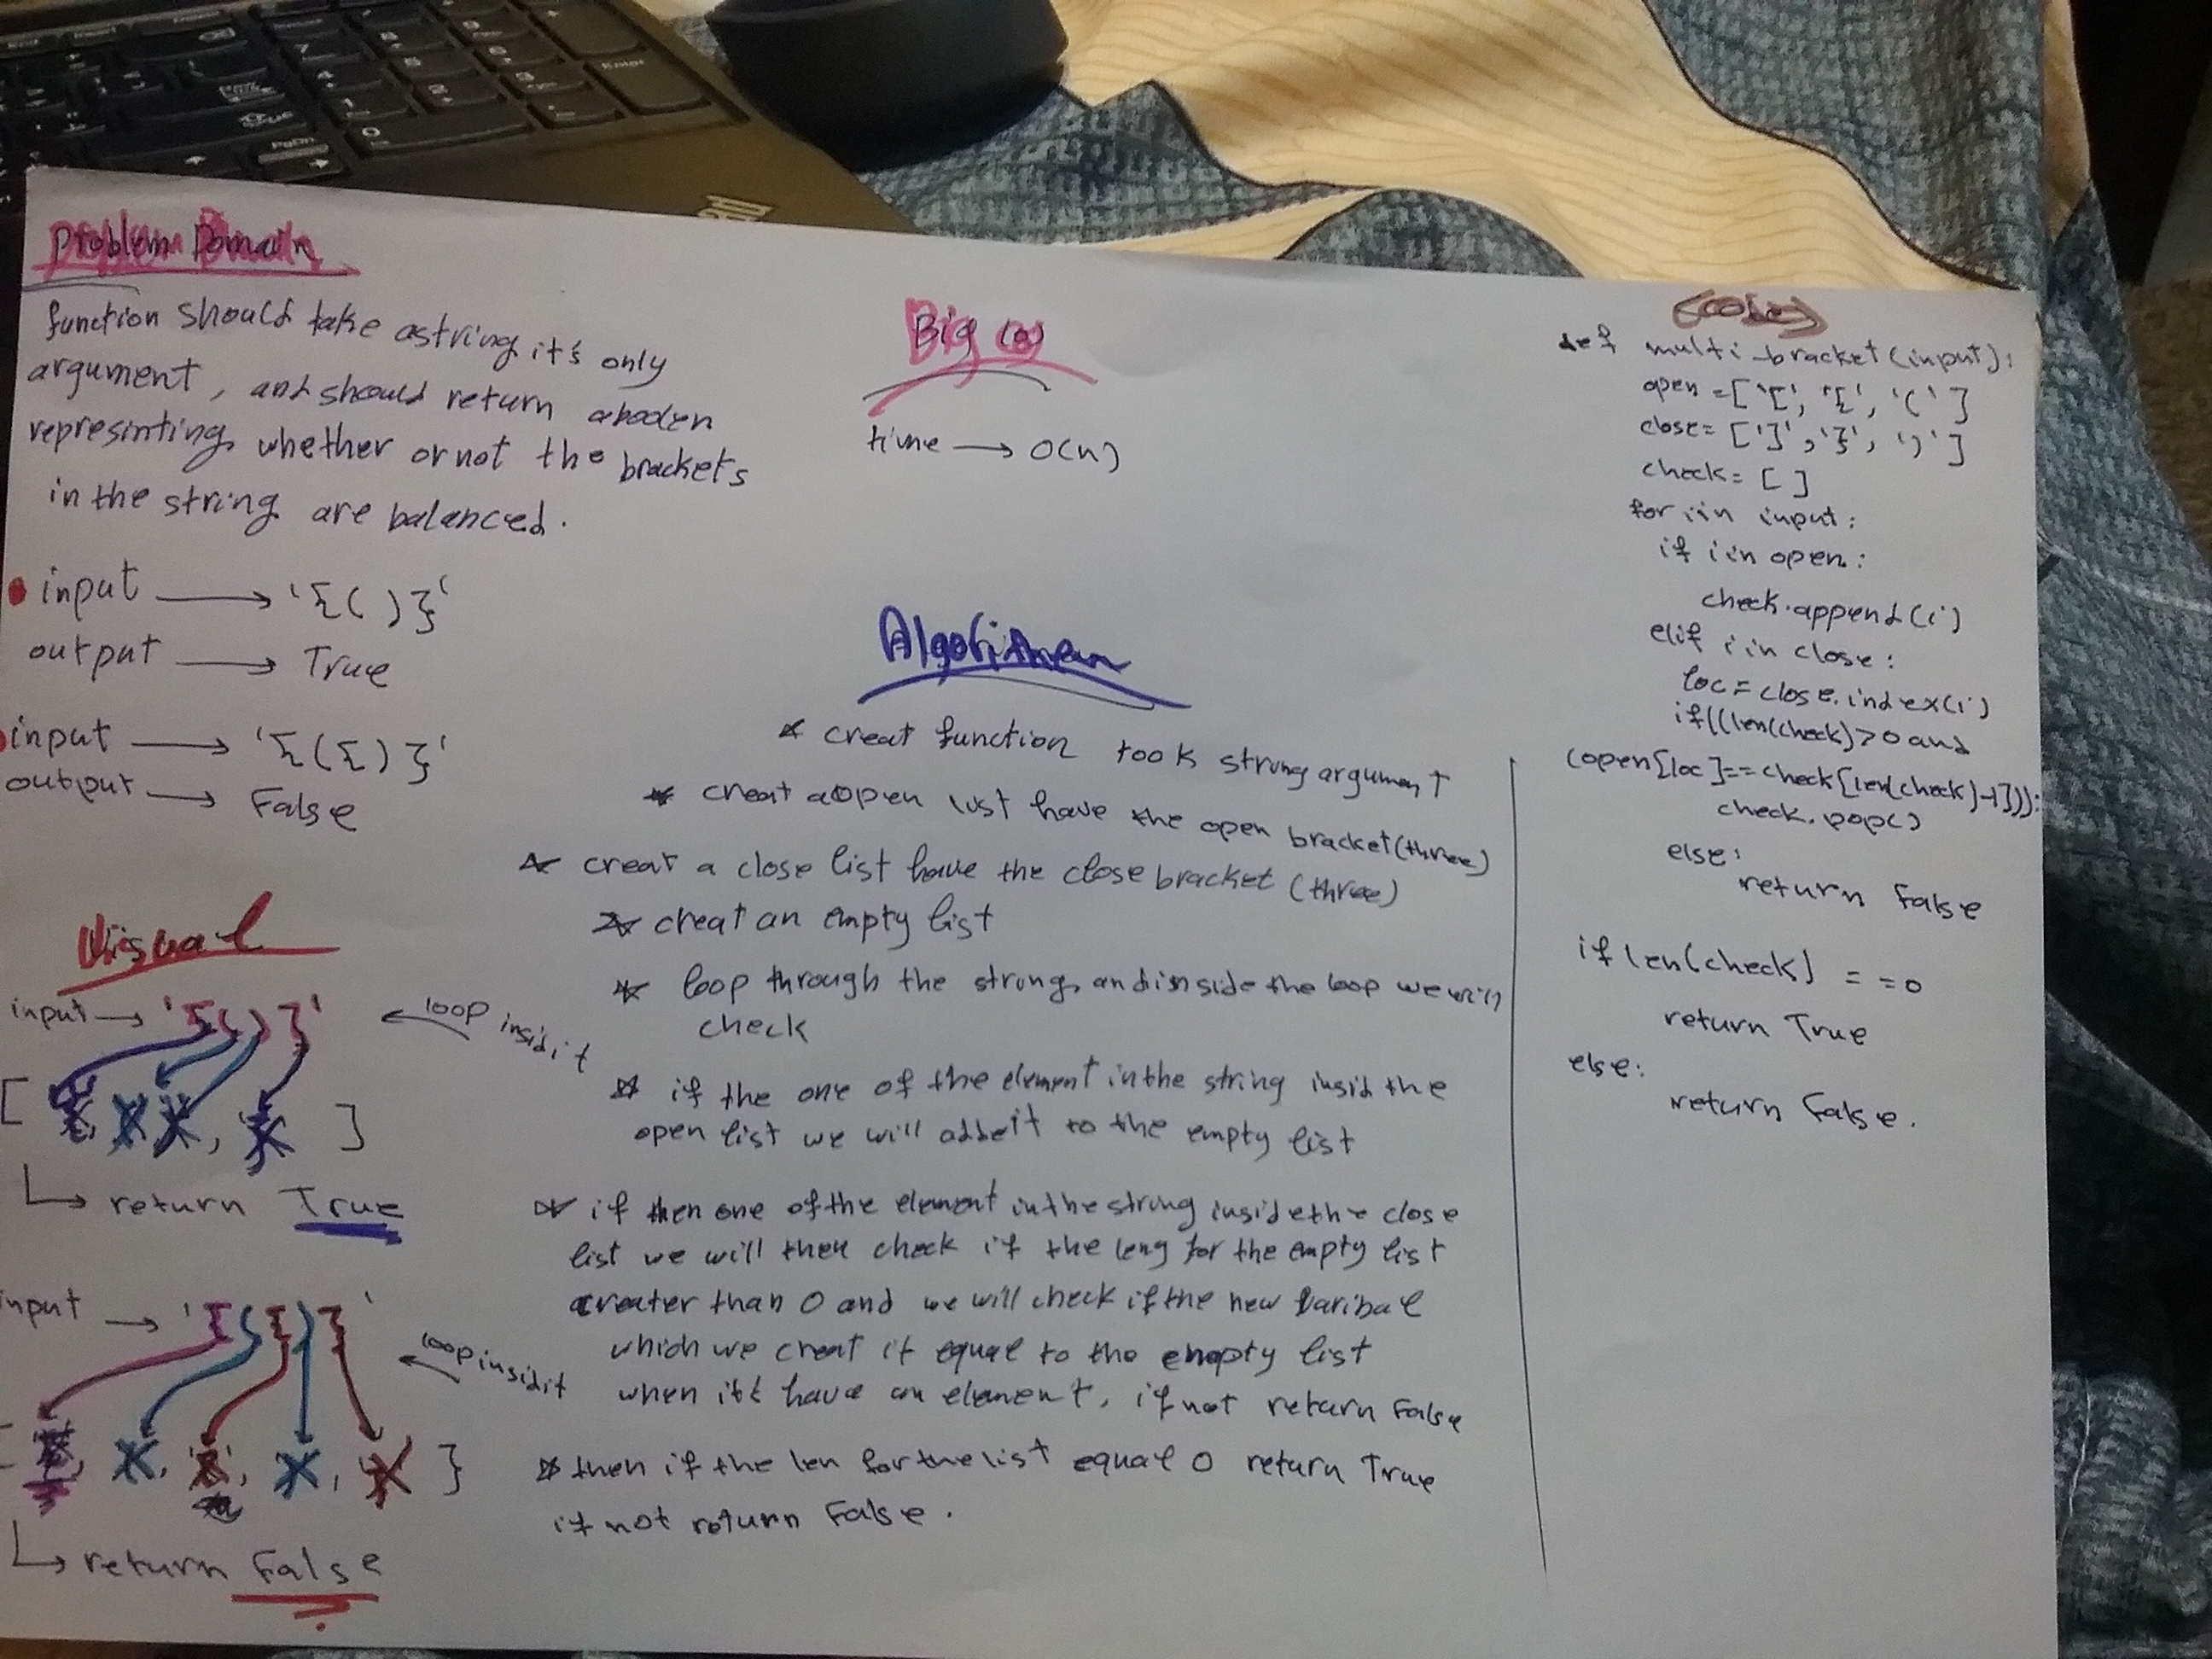 Problem Domain
function should take astring it's only
argument, and should return aboolen
represinting whether or not the brackets
in the string are balanced.
input → '{()}'
output → True
input → '{({)}'
output → False
Visual
input → '{()}' ← loop insid it
[ , , ]
↳ return True
input → '{({)}' ← loop insid it
↳ return False
Big (O)
time → O(n)
Algorithem
* creat function took string argument
* creat aopen list have the open bracket(three)
* creat a close list have the close bracket (three)
* creat an empty list
* loop through the string, and inside the loop we will
check
* if the one of the element in the string insid the
open list we will add it to the empty list
* if then one of the element in the string inside the close
list we will then check if the leng for the empty list
greater than 0 and we will check if the new varibal
which we creat it equal to the empty list
when it have an element, if not return False
* then if the len for the list equal 0 return True
if not return False.
<code>
def multi_bracket(input):
open = ['[', '{', '(']
close = [']', '}', ')']
check = []
for i in input:
if i in open:
check.append(i)
elif i in close:
loc = close.index(i)
if((len(check)>0 and
(open[loc]==check[len(check)-1])):
check.pop()
else:
return False
if len(check) == 0
return True
else:
return False.
Enter
PgDn